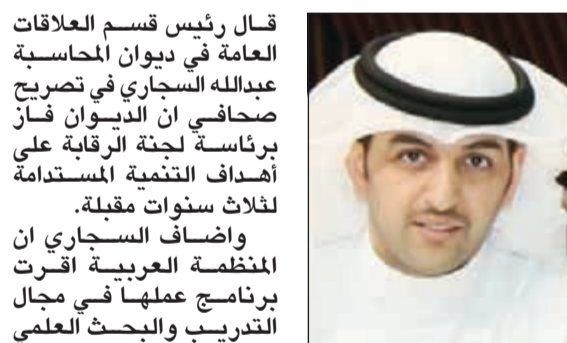 قال رئيس قسم العلاقات
العامة في ديوان المحاسبة
عبدالله السجاري في تصريح
صحافي ان الديوان فاز
برئاسة لجنة الرقابة على
أهداف التنمية المستدامة
لثلاث سنوات مقبلة.
واضاف السجاري ان
المنظمة العربية اقرت
برنامج عملها في مجال
التدريب والبحث العلمي